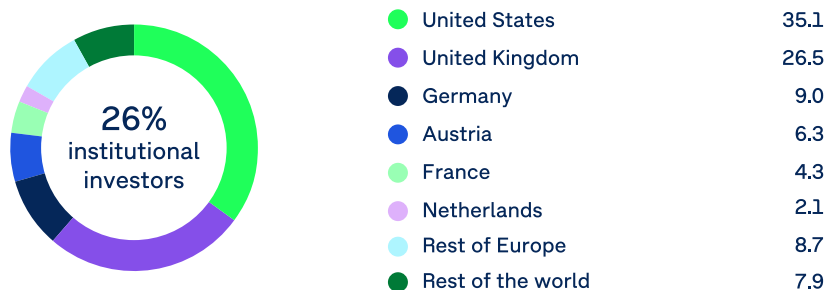 26%
institutional
investors
United States 35.1
United Kingdom 26.5
Germany 9.0
Austria 6.3
France 4.3
Netherlands 2.1
Rest of Europe 8.7
Rest of the world 7.9